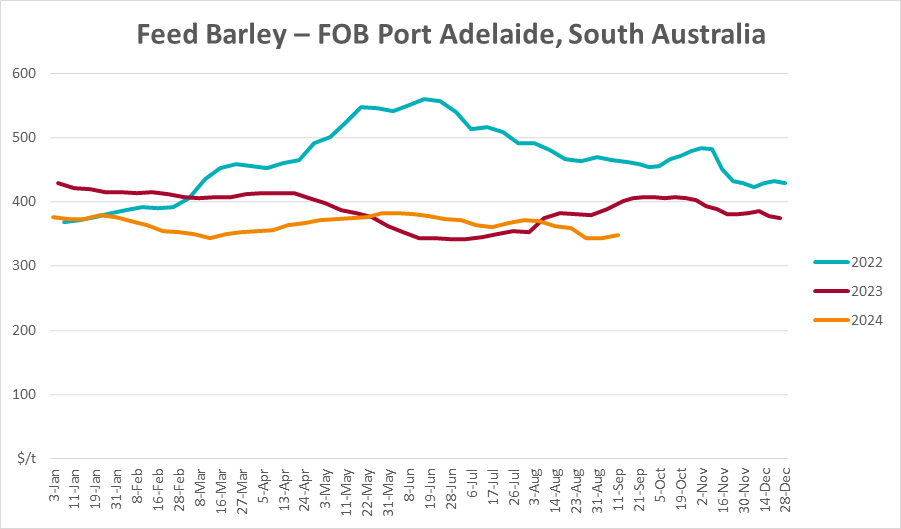 Feed Barley – FOB Port Adelaide, South Australia
600
500
400
300
200
100
$/t
3-Jan
11-Jan
19-Jan
31-Jan
8-Feb
16-Feb
28-Feb
8-Mar
16-Mar
27-Mar
5-Apr
13-Apr
24-Apr
3-May
11-May
22-May
31-May
8-Jun
19-Jun
28-Jun
6-Jul
17-Jul
26-Jul
3-Aug
14-Aug
23-Aug
31-Aug
11-Sep
21-Sep
5-Oct
20-Oct
2-Nov
16-Nov
30-Nov
14-Dec
28-Dec
2022
2023
2024